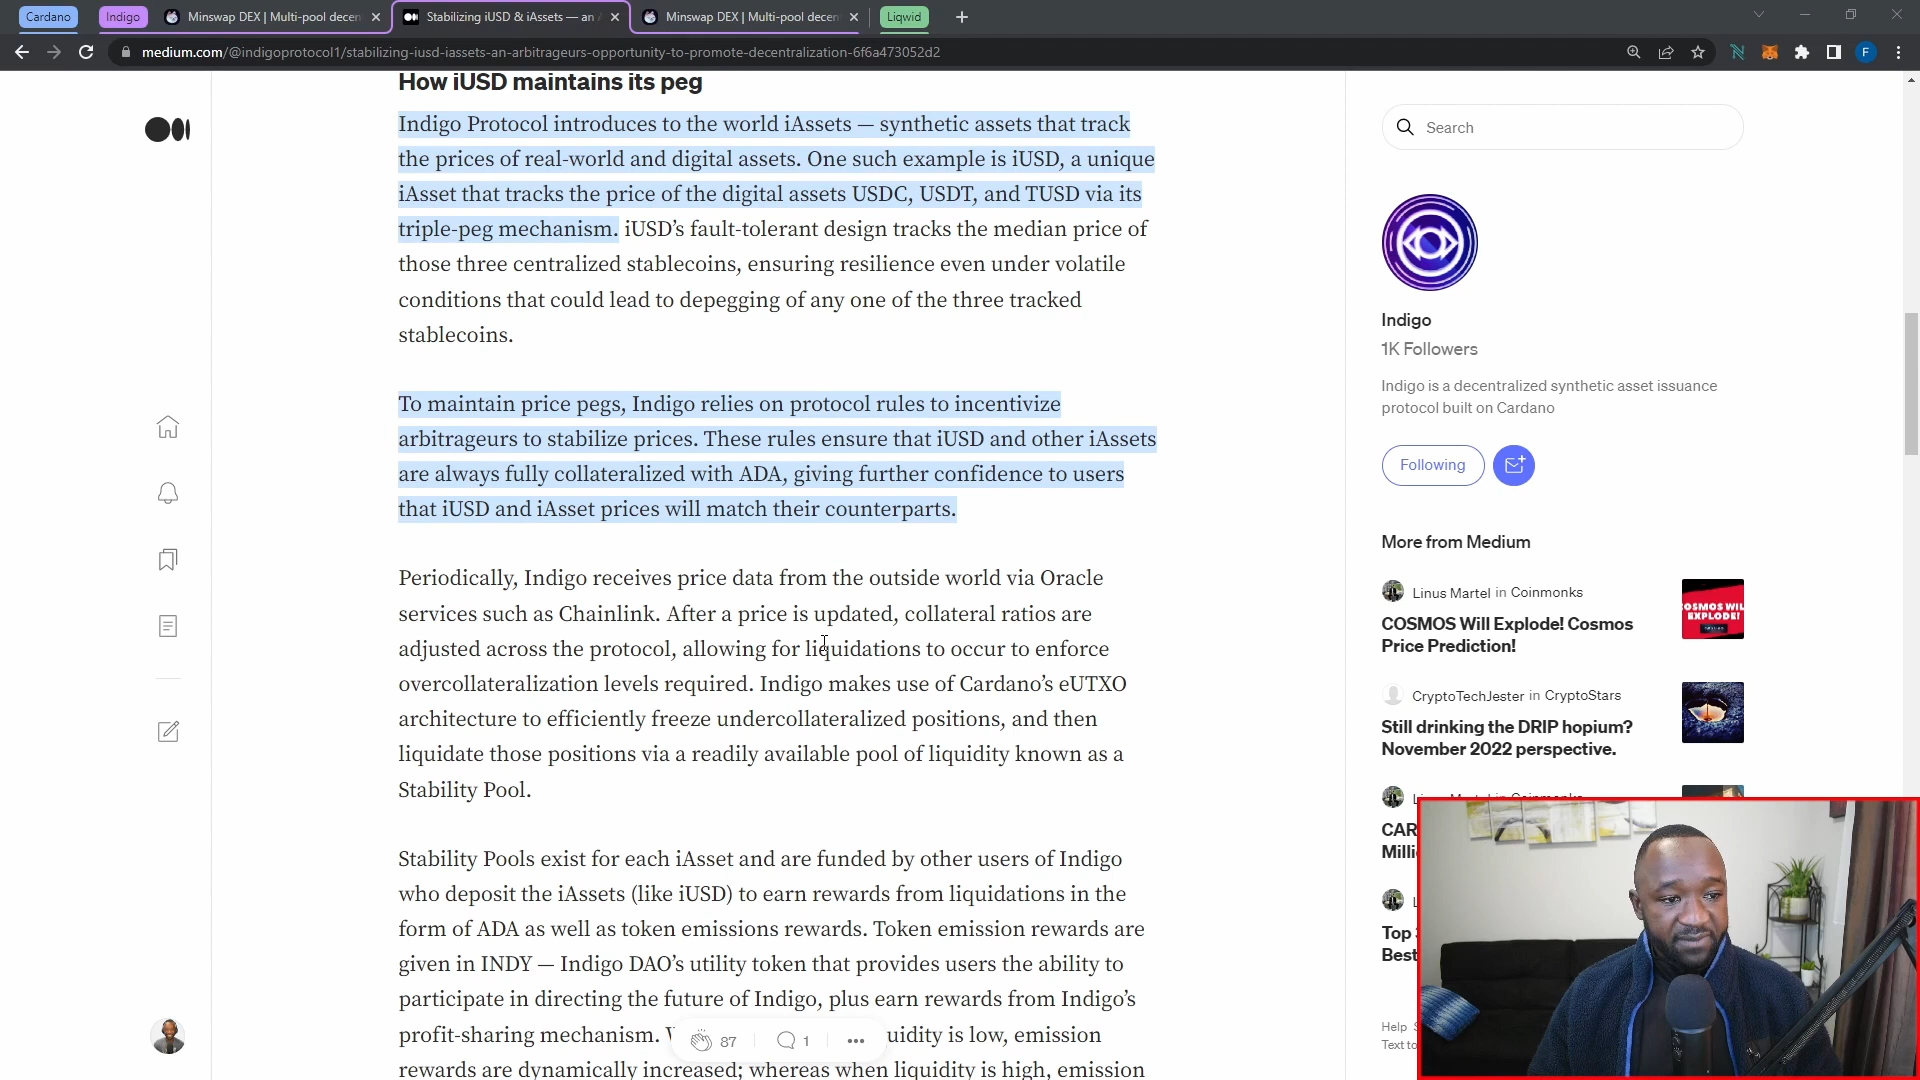 Cardano
Indigo
Minswap DEX | Multi-pool decen
Stabilizing iUSD & iAssets — an
Minswap DEX | Multi-pool decen
Liqwid
medium.com/@indigoprotocol1/stabilizing-iusd-iassets-an-arbitrageurs-opportunity-to-promote-decentralization-6f6a473052d2
F
How iUSD maintains its peg
Indigo Protocol introduces to the world iAssets — synthetic assets that track
the prices of real-world and digital assets. One such example is iUSD, a unique
iAsset that tracks the price of the digital assets USDC, USDT, and TUSD via its
triple-peg mechanism. iUSD’s fault-tolerant design tracks the median price of
those three centralized stablecoins, ensuring resilience even under volatile
conditions that could lead to depegging of any one of the three tracked
stablecoins.
To maintain price pegs, Indigo relies on protocol rules to incentivize
arbitrageurs to stabilize prices. These rules ensure that iUSD and other iAssets
are always fully collateralized with ADA, giving further confidence to users
that iUSD and iAsset prices will match their counterparts.
Periodically, Indigo receives price data from the outside world via Oracle
services such as Chainlink. After a price is updated, collateral ratios are
adjusted across the protocol, allowing for liquidations to occur to enforce
overcollateralization levels required. Indigo makes use of Cardano’s eUTXO
architecture to efficiently freeze undercollateralized positions, and then
liquidate those positions via a readily available pool of liquidity known as a
Stability Pool.
Stability Pools exist for each iAsset and are funded by other users of Indigo
who deposit the iAssets (like iUSD) to earn rewards from liquidations in the
form of ADA as well as token emissions rewards. Token emission rewards are
given in INDY — Indigo DAO’s utility token that provides users the ability to
participate in directing the future of Indigo, plus earn rewards from Indigo’s
profit-sharing mechanism. uidity is low, emission
rewards are dynamically increased; whereas when liquidity is high, emission
87
1
Search
Indigo
1K Followers
Indigo is a decentralized synthetic asset issuance
protocol built on Cardano
Following
More from Medium
Linus Martel in Coinmonks
COSMOS Will Explode! Cosmos
Price Prediction!
COSMOS WIL
EXPLODE!
CryptoTechJester in CryptoStars
Still drinking the DRIP hopium?
November 2022 perspective.
CAR
Milli
Top
Best
Help
Text to